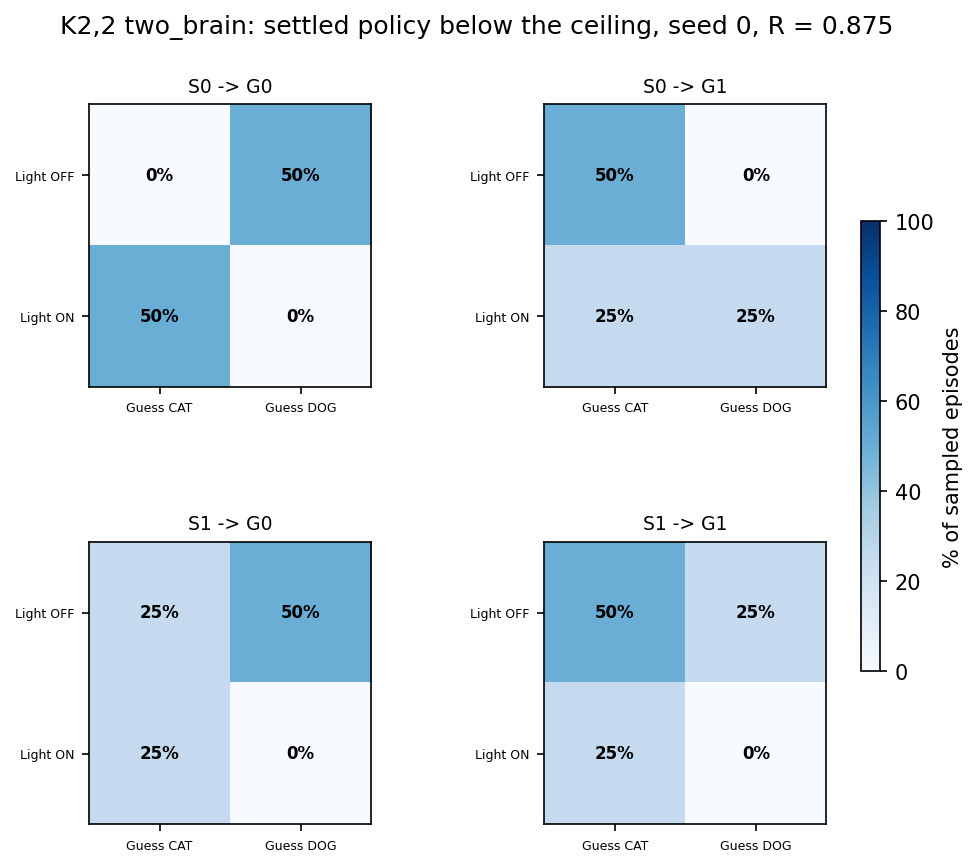 K2,2 two_brain: settled policy below the ceiling, seed 0, R = 0.875
S0 -> G0
S0 -> G1
Light OFF
0%
50%
Light OFF
50%
0%
Light ON
50%
0%
Light ON
25%
25%
Guess CAT
Guess DOG
Guess CAT
Guess DOG
100
80
60
40
20
0
% of sampled episodes
S1 -> G0
S1 -> G1
Light OFF
25%
50%
Light OFF
50%
25%
Light ON
25%
0%
Light ON
25%
0%
Guess CAT
Guess DOG
Guess CAT
Guess DOG